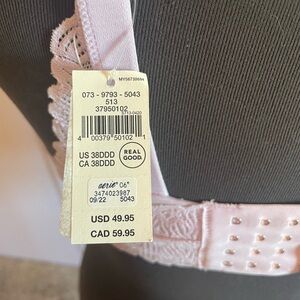 073 - 9793 - 5043
513
37950102
4 00379 50102 1
US 38DDD
CA 38DDD
REAL
GOOD.
aerie
3474023987
09/22 5043
USD 49.95
CAD 59.95